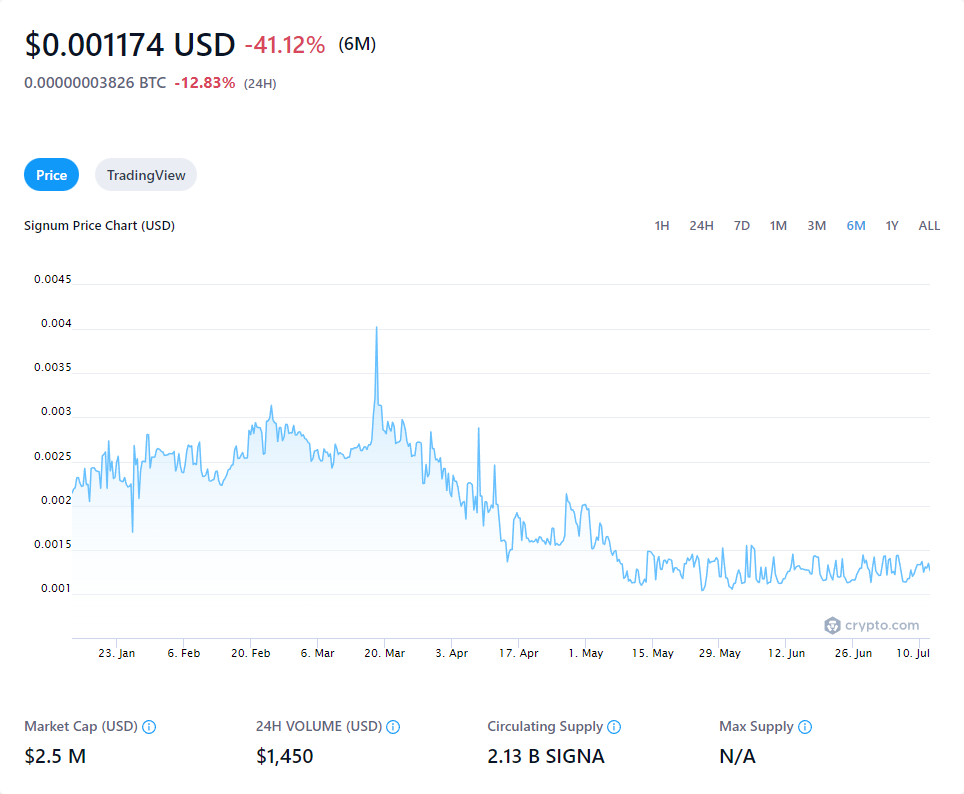 $0.001174 USD -41.12% (6M)
0.00000003826 BTC -12.83% (24H)
Price TradingView
Signum Price Chart (USD) 1H 24H 7D 1M 3M 6M 1Y ALL
0.0045
0.004
0.0035
0.003
0.0025
0.002
0.0015
0.001
crypto.com
23. Jan 6. Feb 20. Feb 6. Mar 20. Mar 3. Apr 17. Apr 1. May 15. May 29. May 12. Jun 26. Jun 10. Jul
Market Cap (USD) 24H VOLUME (USD) Circulating Supply Max Supply
$2.5 M $1,450 2.13 B SIGNA N/A